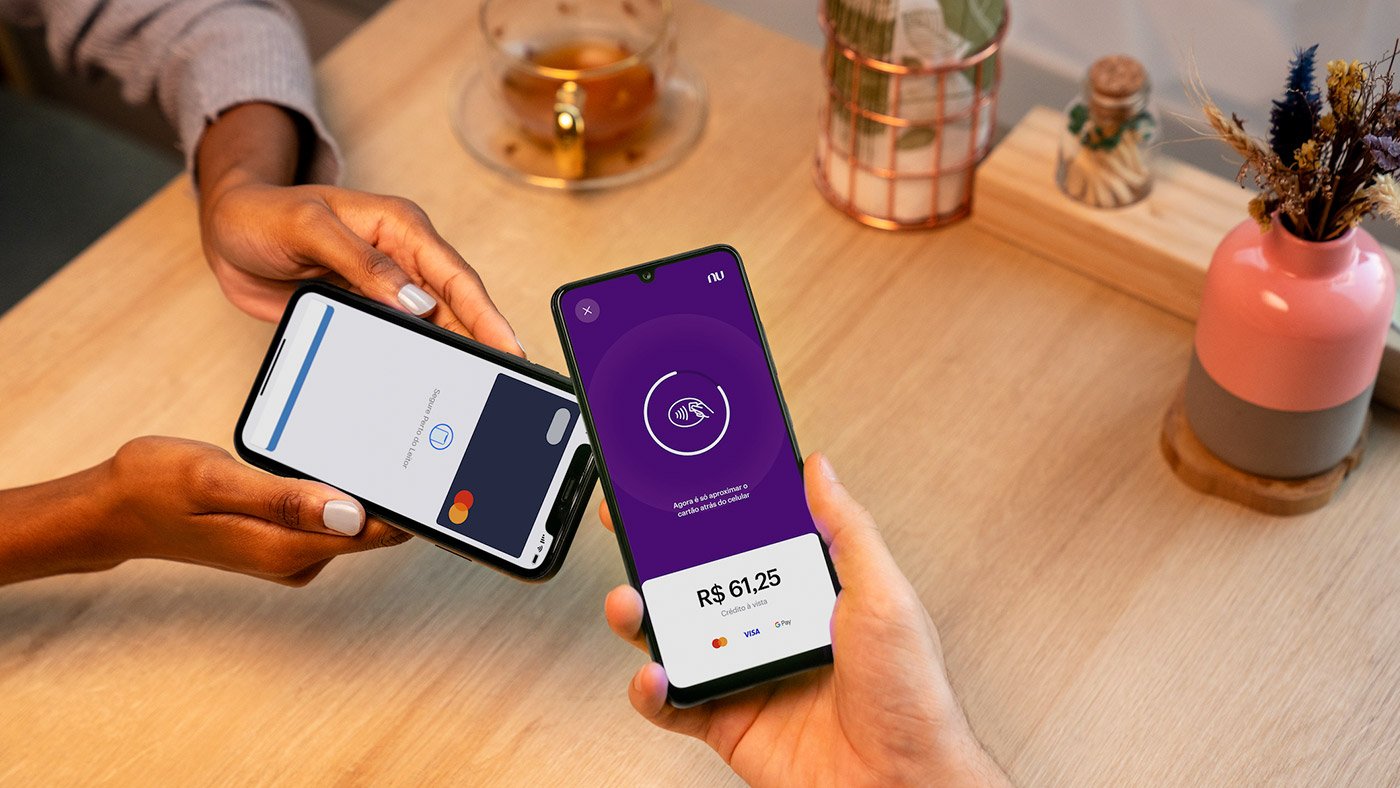 Segure Perto do Leitor
nu
Agora é só aproximar o
cartão atrás do celular
R$ 61,25
Crédito à vista
VISA
G Pay